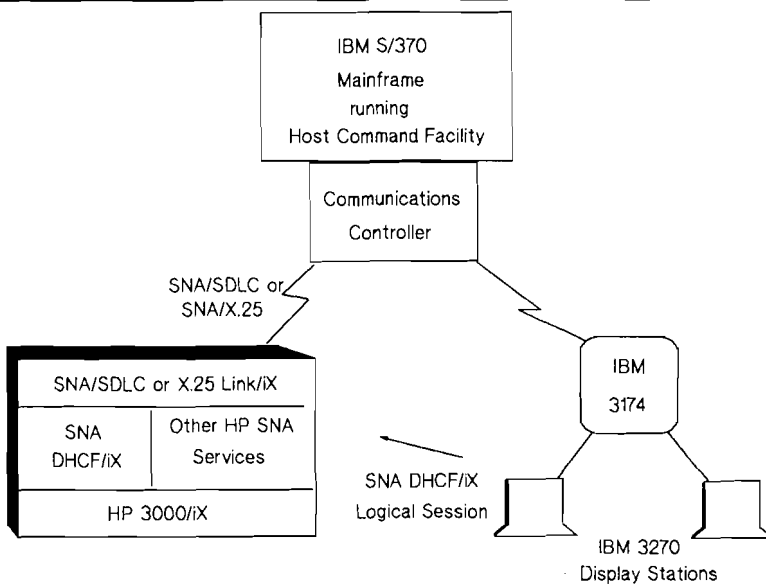 IBM S/370
Mainframe
running
Host Command Facility
Communications
Controller
SNA/SDLC or
SNA/X.25
SNA/SDLC or X.25 Link/iX
SNA
DHCF/iX
Other HP SNA
Services
HP 3000/iX
SNA DHCF/iX
Logical Session
IBM
3174
IBM 3270
Display Stations